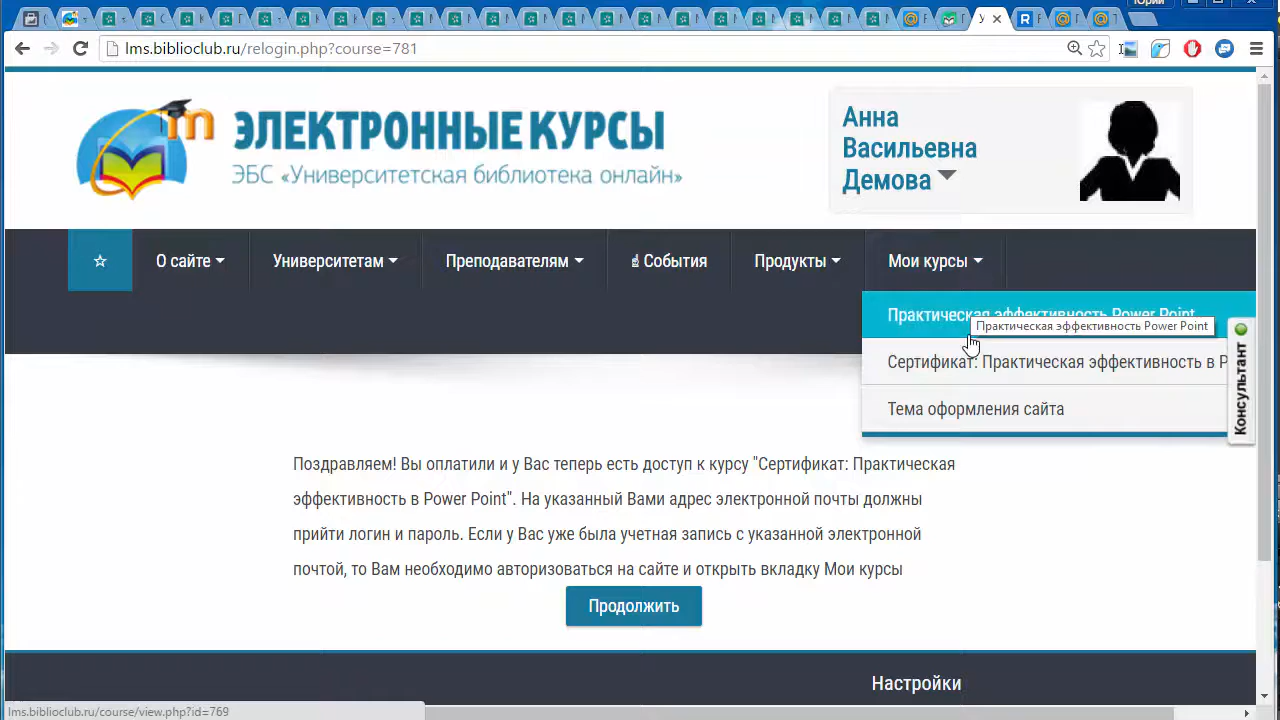 Юрий
lms.biblioclub.ru/relogin.php?course=781
ЭЛЕКТРОННЫЕ КУРСЫ
ЭБС «Университетская библиотека онлайн»
Анна
Васильевна
Демова
О сайте
Университетам
Преподавателям
События
Продукты
Мои курсы
Практическая эффективность Power Point
Практическая эффективность Power Point
Сертификат: Практическая эффективность в P
Тема оформления сайта
Консультант
Поздравляем! Вы оплатили и у Вас теперь есть доступ к курсу "Сертификат: Практическая
эффективность в Power Point". На указанный Вами адрес электронной почты должны
прийти логин и пароль. Если у Вас уже была учетная запись с указанной электронной
почтой, то Вам необходимо авторизоваться на сайте и открыть вкладку Мои курсы
Продолжить
Настройки
lms.biblioclub.ru/course/view.php?id=769